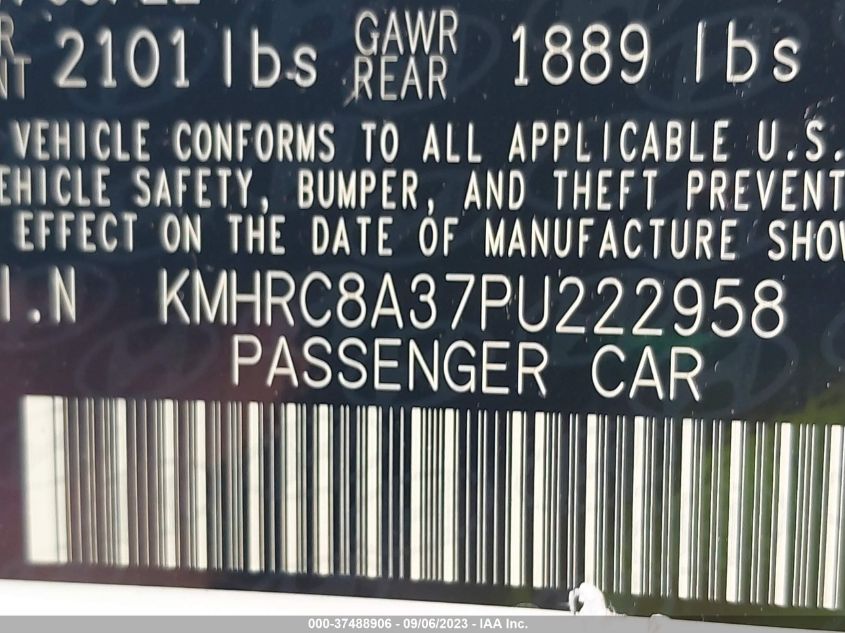 2101 lbs GAWR REAR 1889 lbs
VEHICLE CONFORMS TO ALL APPLICABLE U.S.
EHICLE SAFETY, BUMPER, AND THEFT PREVENT
EFFECT ON THE DATE OF MANUFACTURE SHO
I.N KMHRC8A37PU222958
PASSENGER CAR
000-37488906 - 09/06/2023 - IAA Inc.